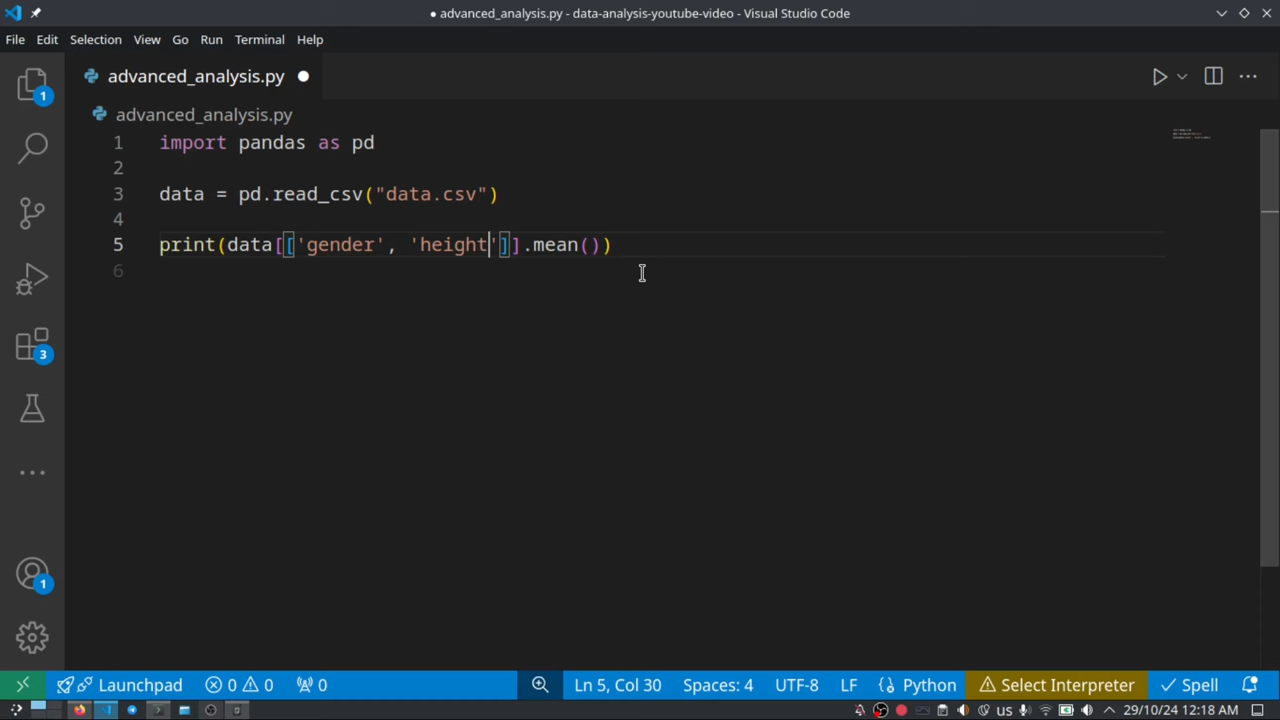 advanced_analysis.py - data-analysis-youtube-video - Visual Studio Code
File Edit Selection View Go Run Terminal Help
advanced_analysis.py
advanced_analysis.py
1 import pandas as pd
2
3 data = pd.read_csv("data.csv")
4
5 print(data[['gender', 'height']].mean())
6
1
3
1
Launchpad 0 0 0 Ln 5, Col 30 Spaces: 4 UTF-8 LF Python Select Interpreter Spell
us 29/10/24 12:18 AM